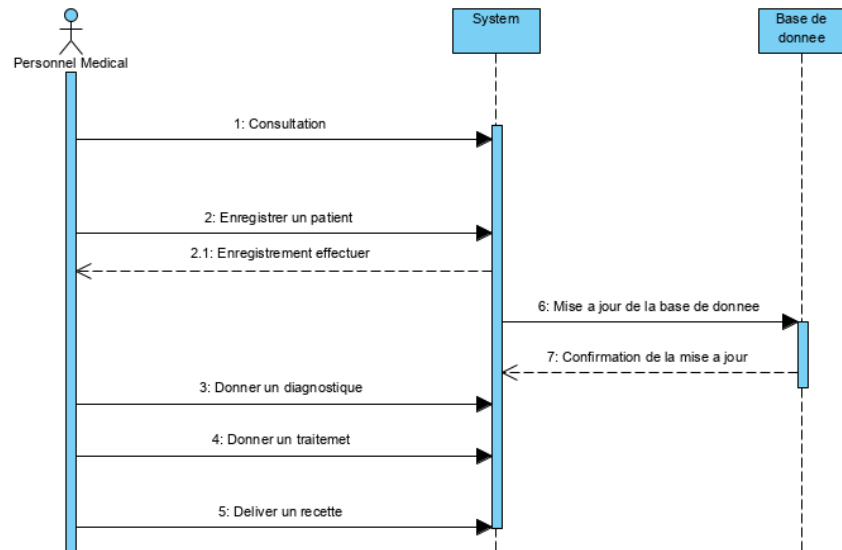 System
Base de
donnee
Personnel Medical
1: Consultation
2: Enregistrer un patient
2.1: Enregistrement effectuer
6: Mise a jour de la base de donnee
7: Confirmation de la mise a jour
3: Donner un diagnostique
4: Donner un traitemet
5: Deliver un recette